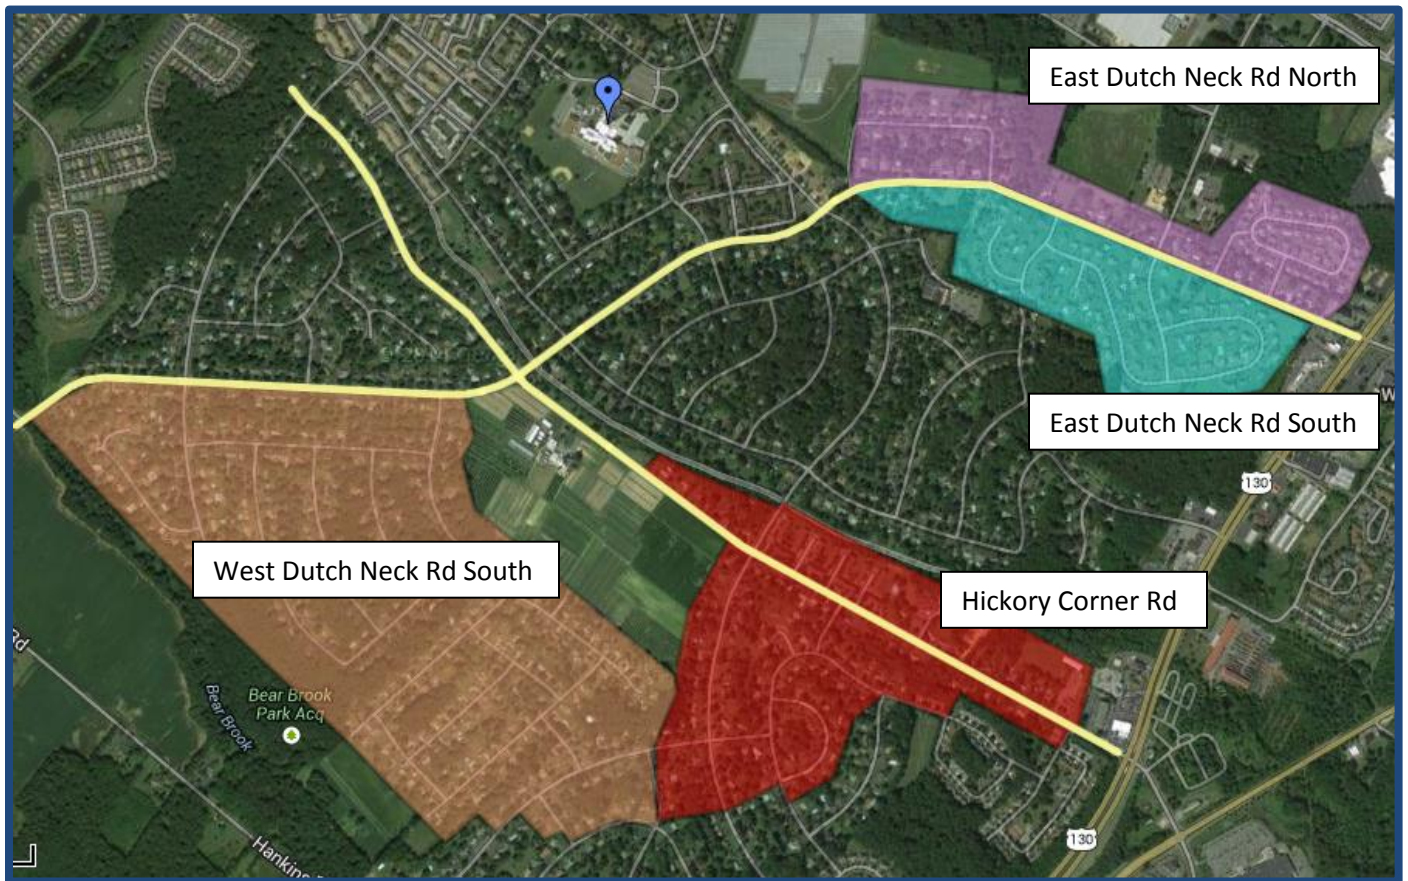 East Dutch Neck Rd North
East Dutch Neck Rd South
130
West Dutch Neck Rd South
Hickory Corner Rd
Rd
Bear Brook
Park Acq
Bear Brook
130